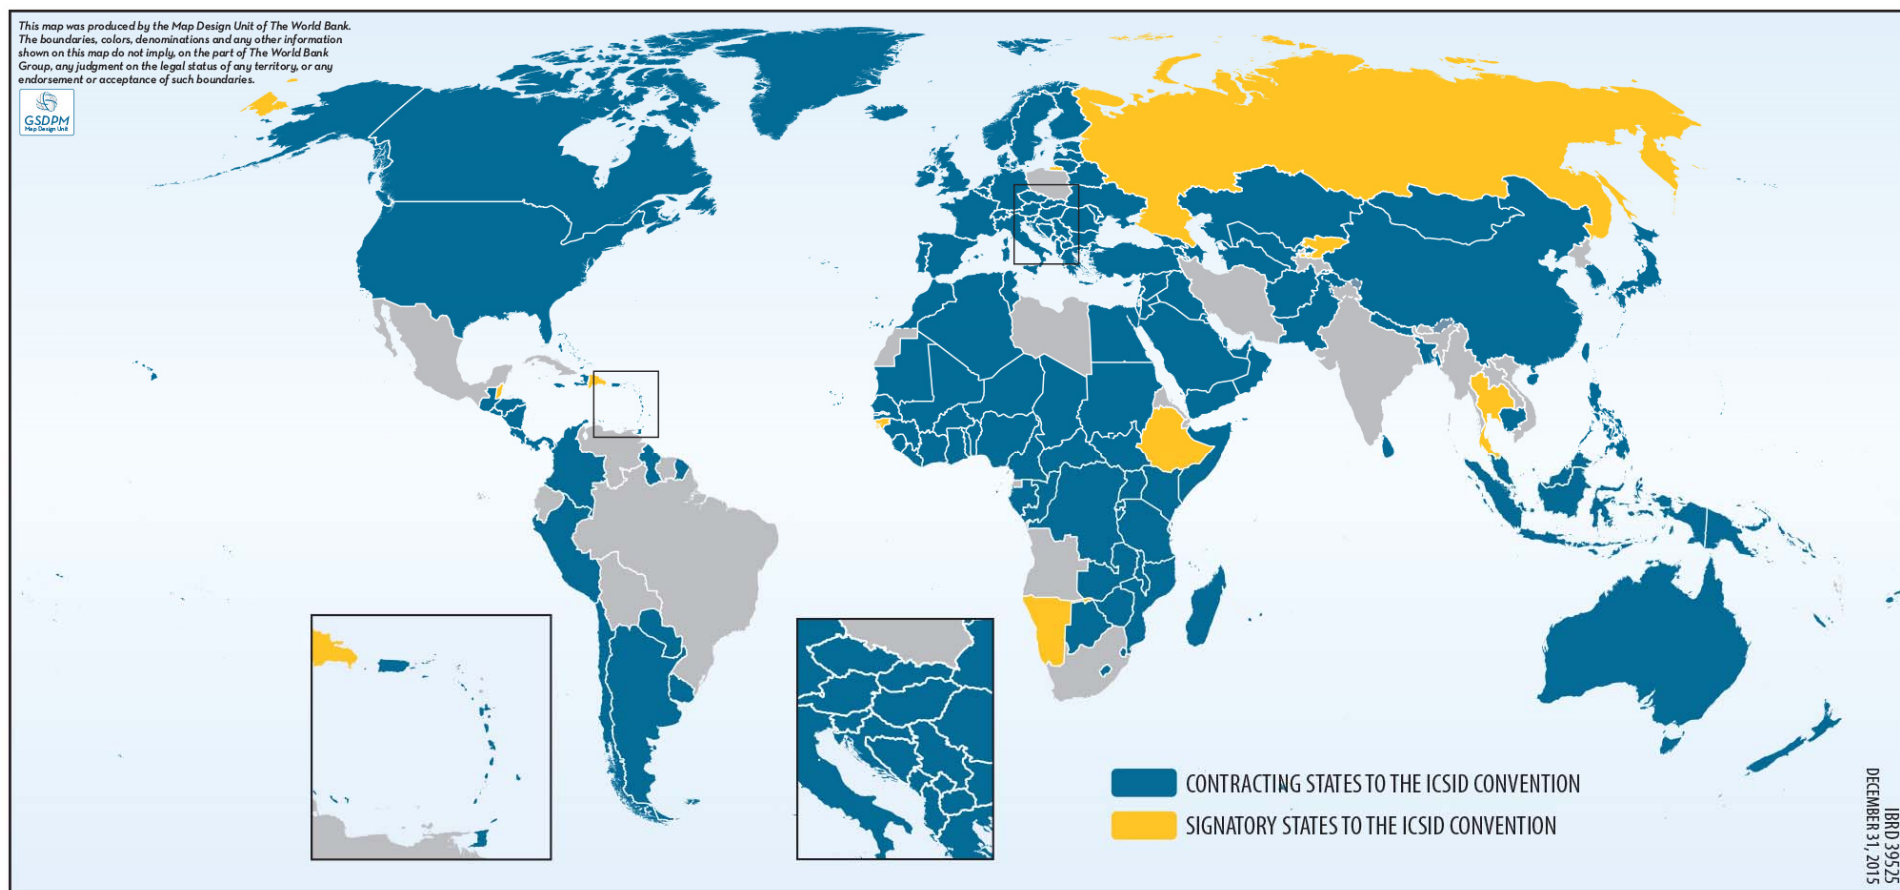 This map was produced by the Map Design Unit of The World Bank.
The boundaries, colors, denominations and any other information
shown on this map do not imply, on the part of The World Bank
Group, any judgment on the legal status of any territory, or any
endorsement or acceptance of such boundaries.
GSDPM
Map Design Unit
CONTRACTING STATES TO THE ICSID CONVENTION
SIGNATORY STATES TO THE ICSID CONVENTION
IBRD 39525
DECEMBER 31, 2015